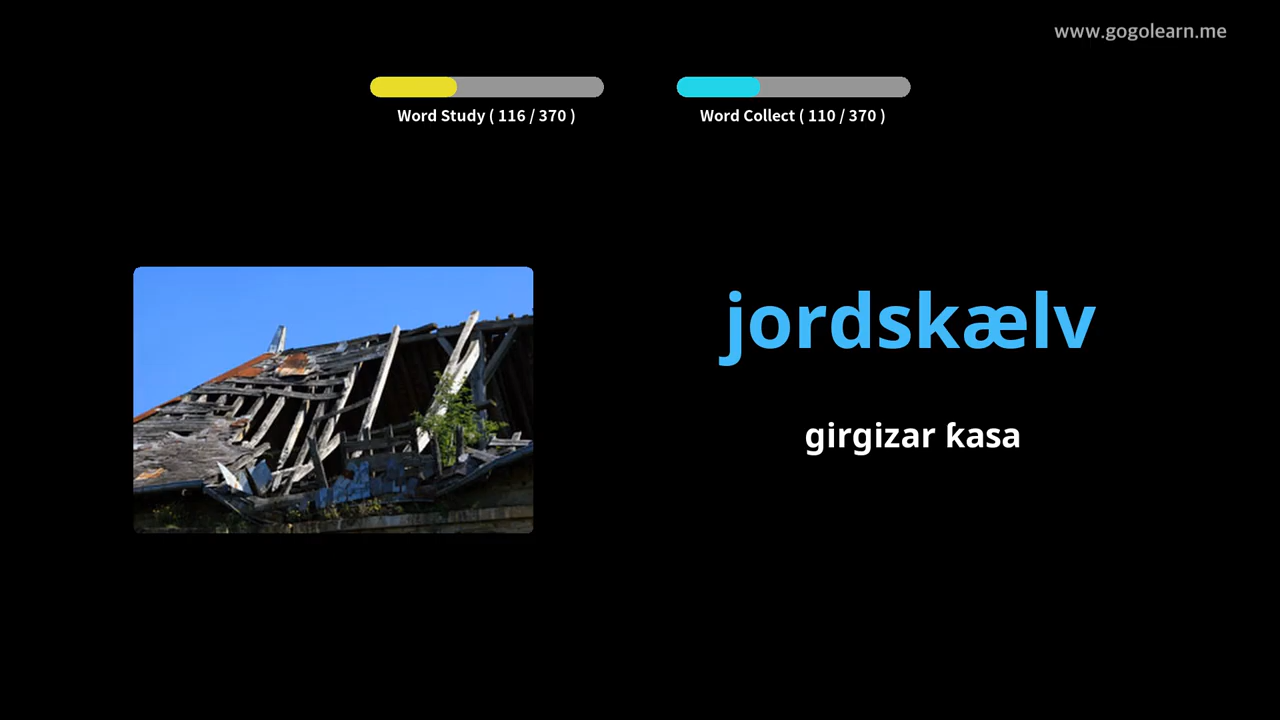 www.gogolearn.me
Word Study ( 116 / 370 )
Word Collect ( 110 / 370 )
jordskælv
girgizar ƙasa